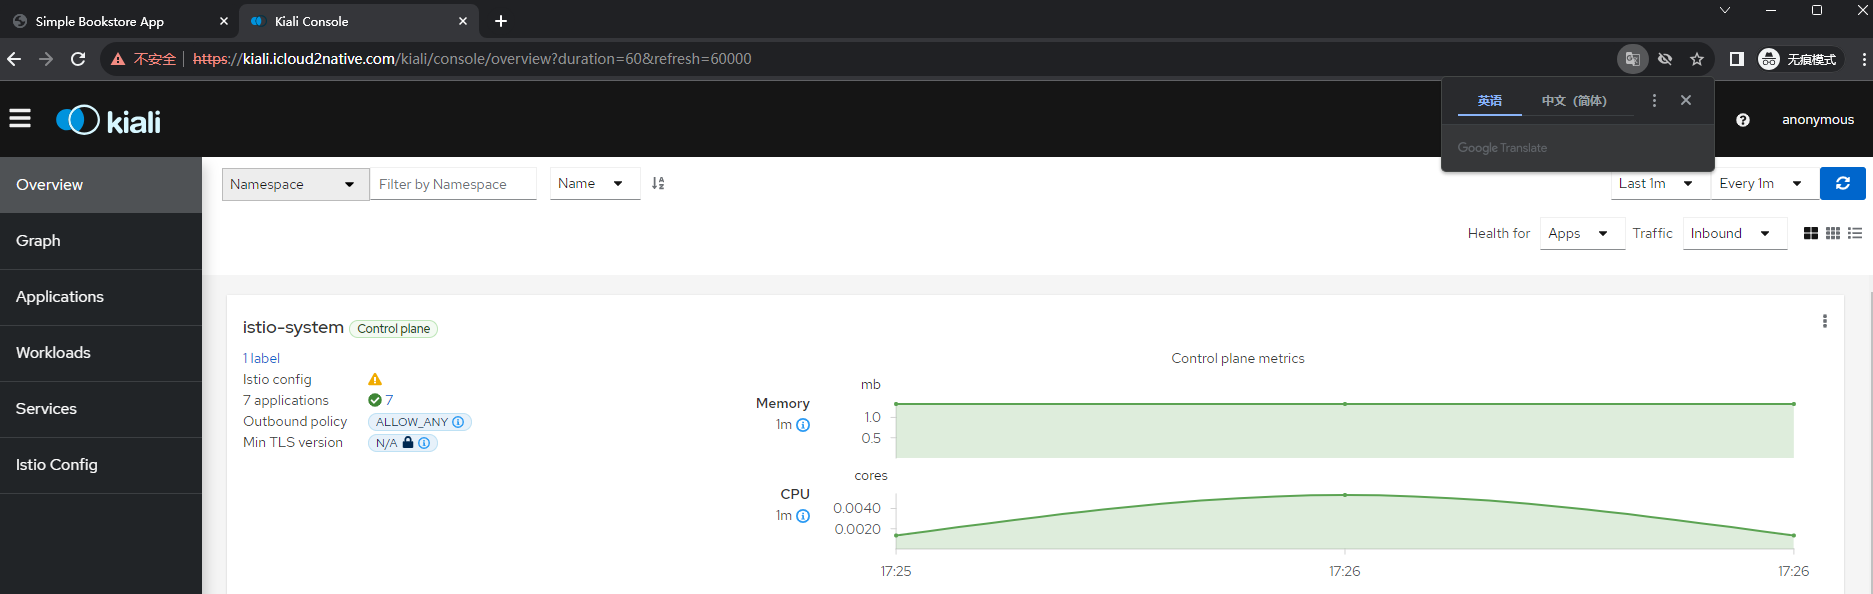 Simple Bookstore App
Kiali Console
不安全 https://kiali.icloud2native.com/kiali/console/overview?duration=60&refresh=60000
无痕模式
英语 中文（简体）
Google Translate
kiali
anonymous
Overview
Graph
Applications
Workloads
Services
Istio Config
Namespace Filter by Namespace Name
Last 1m Every 1m
Health for Apps Traffic Inbound
istio-system Control plane
1 label
Istio config
7 applications 7
Outbound policy ALLOW_ANY
Min TLS version N/A
Control plane metrics
Memory
1m
mb
1.0
0.5
CPU
1m
cores
0.0040
0.0020
17:25 17:26 17:26